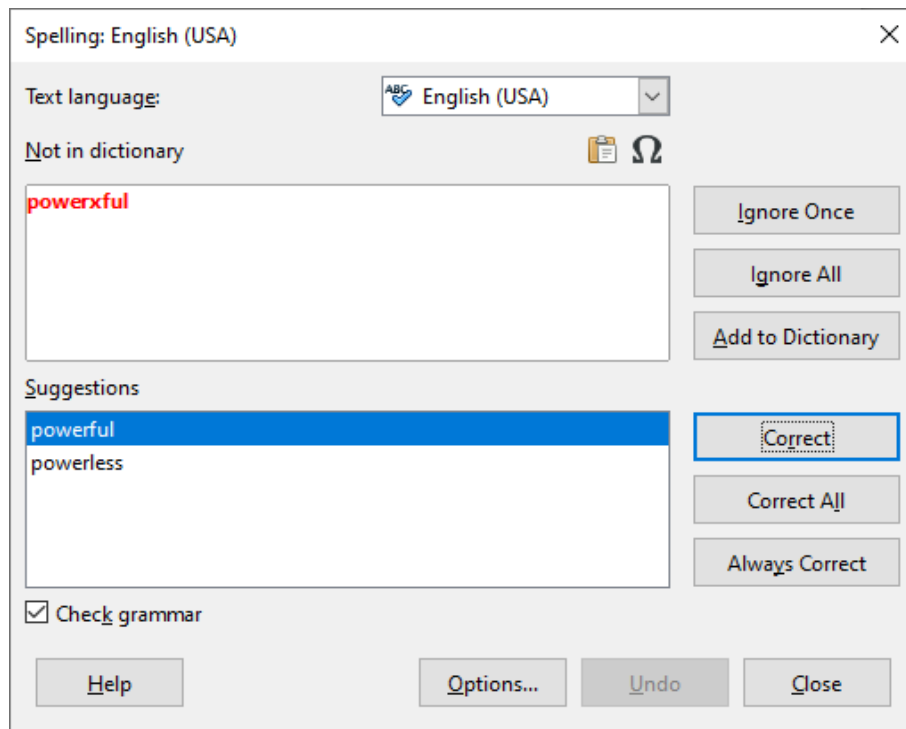 Spelling: English (USA)
Text language:
ABC English (USA)
Not in dictionary
Ω
powerxful
Ignore Once
Ignore All
Add to Dictionary
Suggestions
powerful
powerless
Correct
Correct All
Always Correct
Check grammar
Help Options... Undo Close